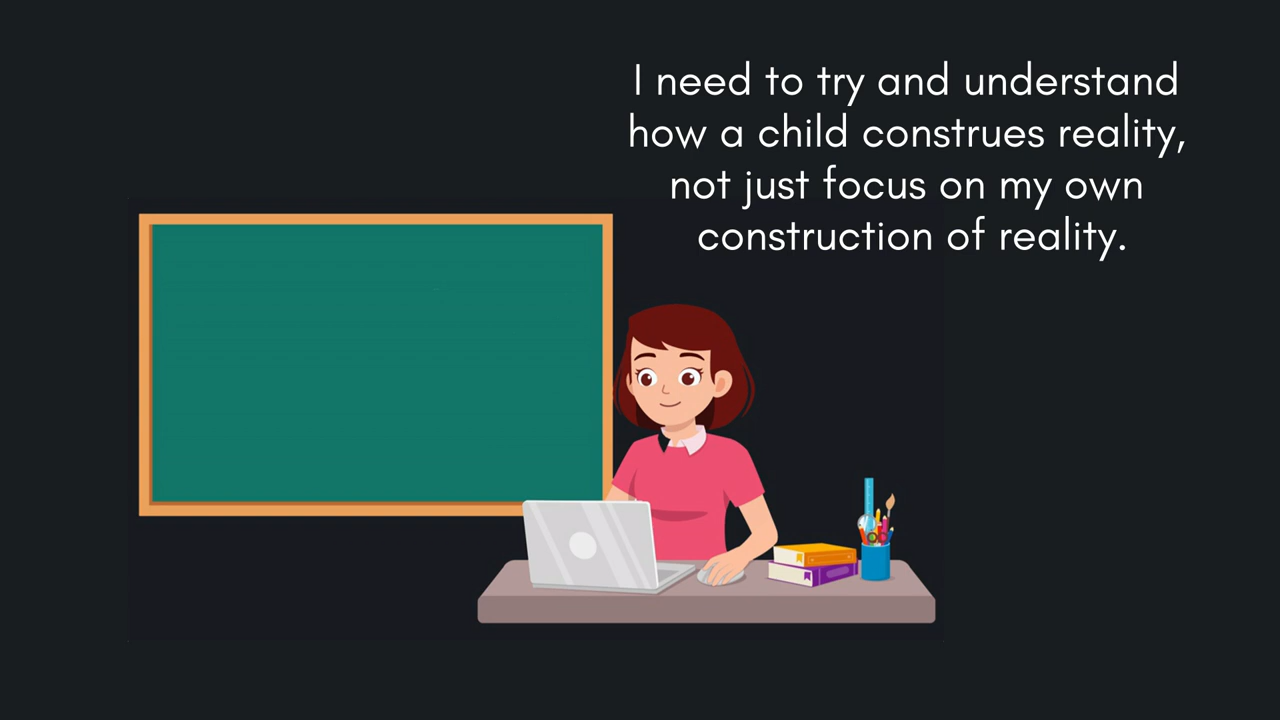 I need to try and understand
how a child construes reality,
not just focus on my own
construction of reality.